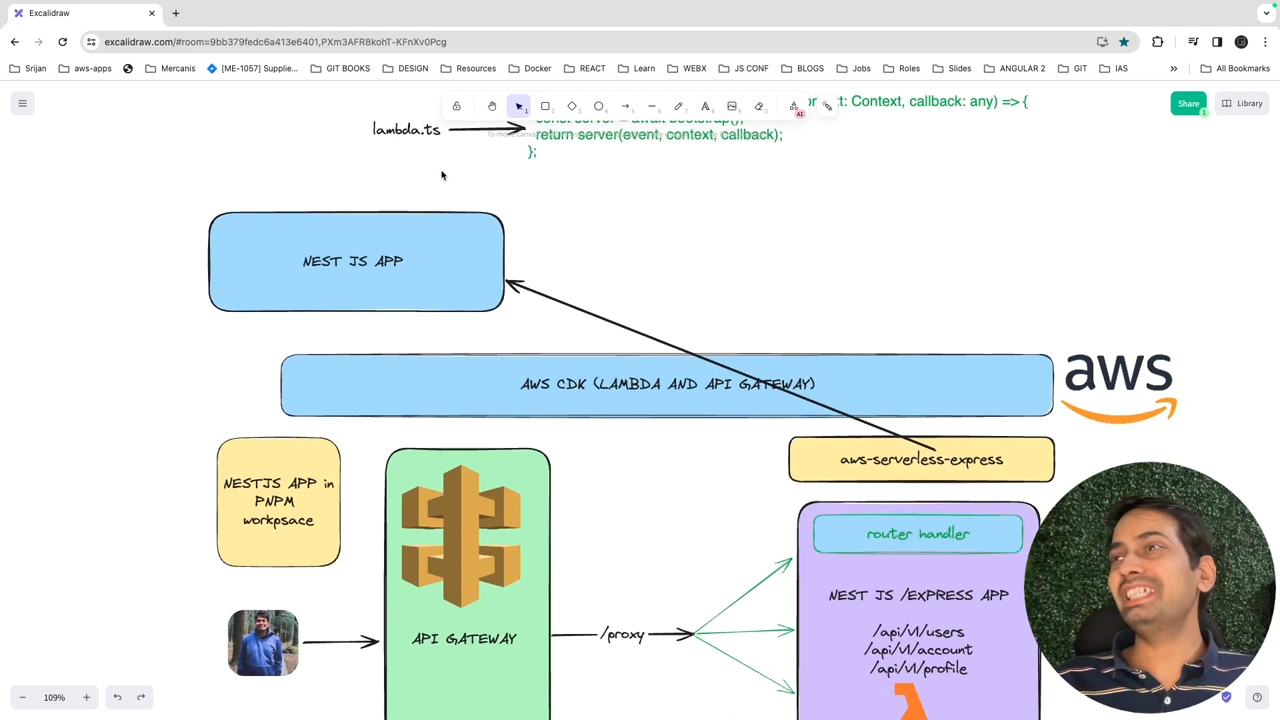 Excalidraw
excalidraw.com/#room=9bb379fedc6a413e6401,PXm3AFR8kohT-KFnXv0Pcg
Srijan
aws-apps
Mercanis
[ME-1057] Supplie...
GIT BOOKS
DESIGN
Resources
Docker
REACT
Learn
WEBX
JS CONF
BLOGS
Jobs
Roles
Slides
ANGULAR 2
GIT
IAS
All Bookmarks
Share
1
Library
t: Context, callback: any) => {
const server = await bootstrap();
lambda.ts
return server(event, context, callback);
};
NEST JS APP
AWS CDK (LAMBDA AND API GATEWAY)
aws
aws-serverless-express
NESTJS APP in
PNPM
workpsace
router handler
NEST JS /EXPRESS APP
/api/v1/users
/api/v1/account
/api/v1/profile
API GATEWAY
/proxy
109%